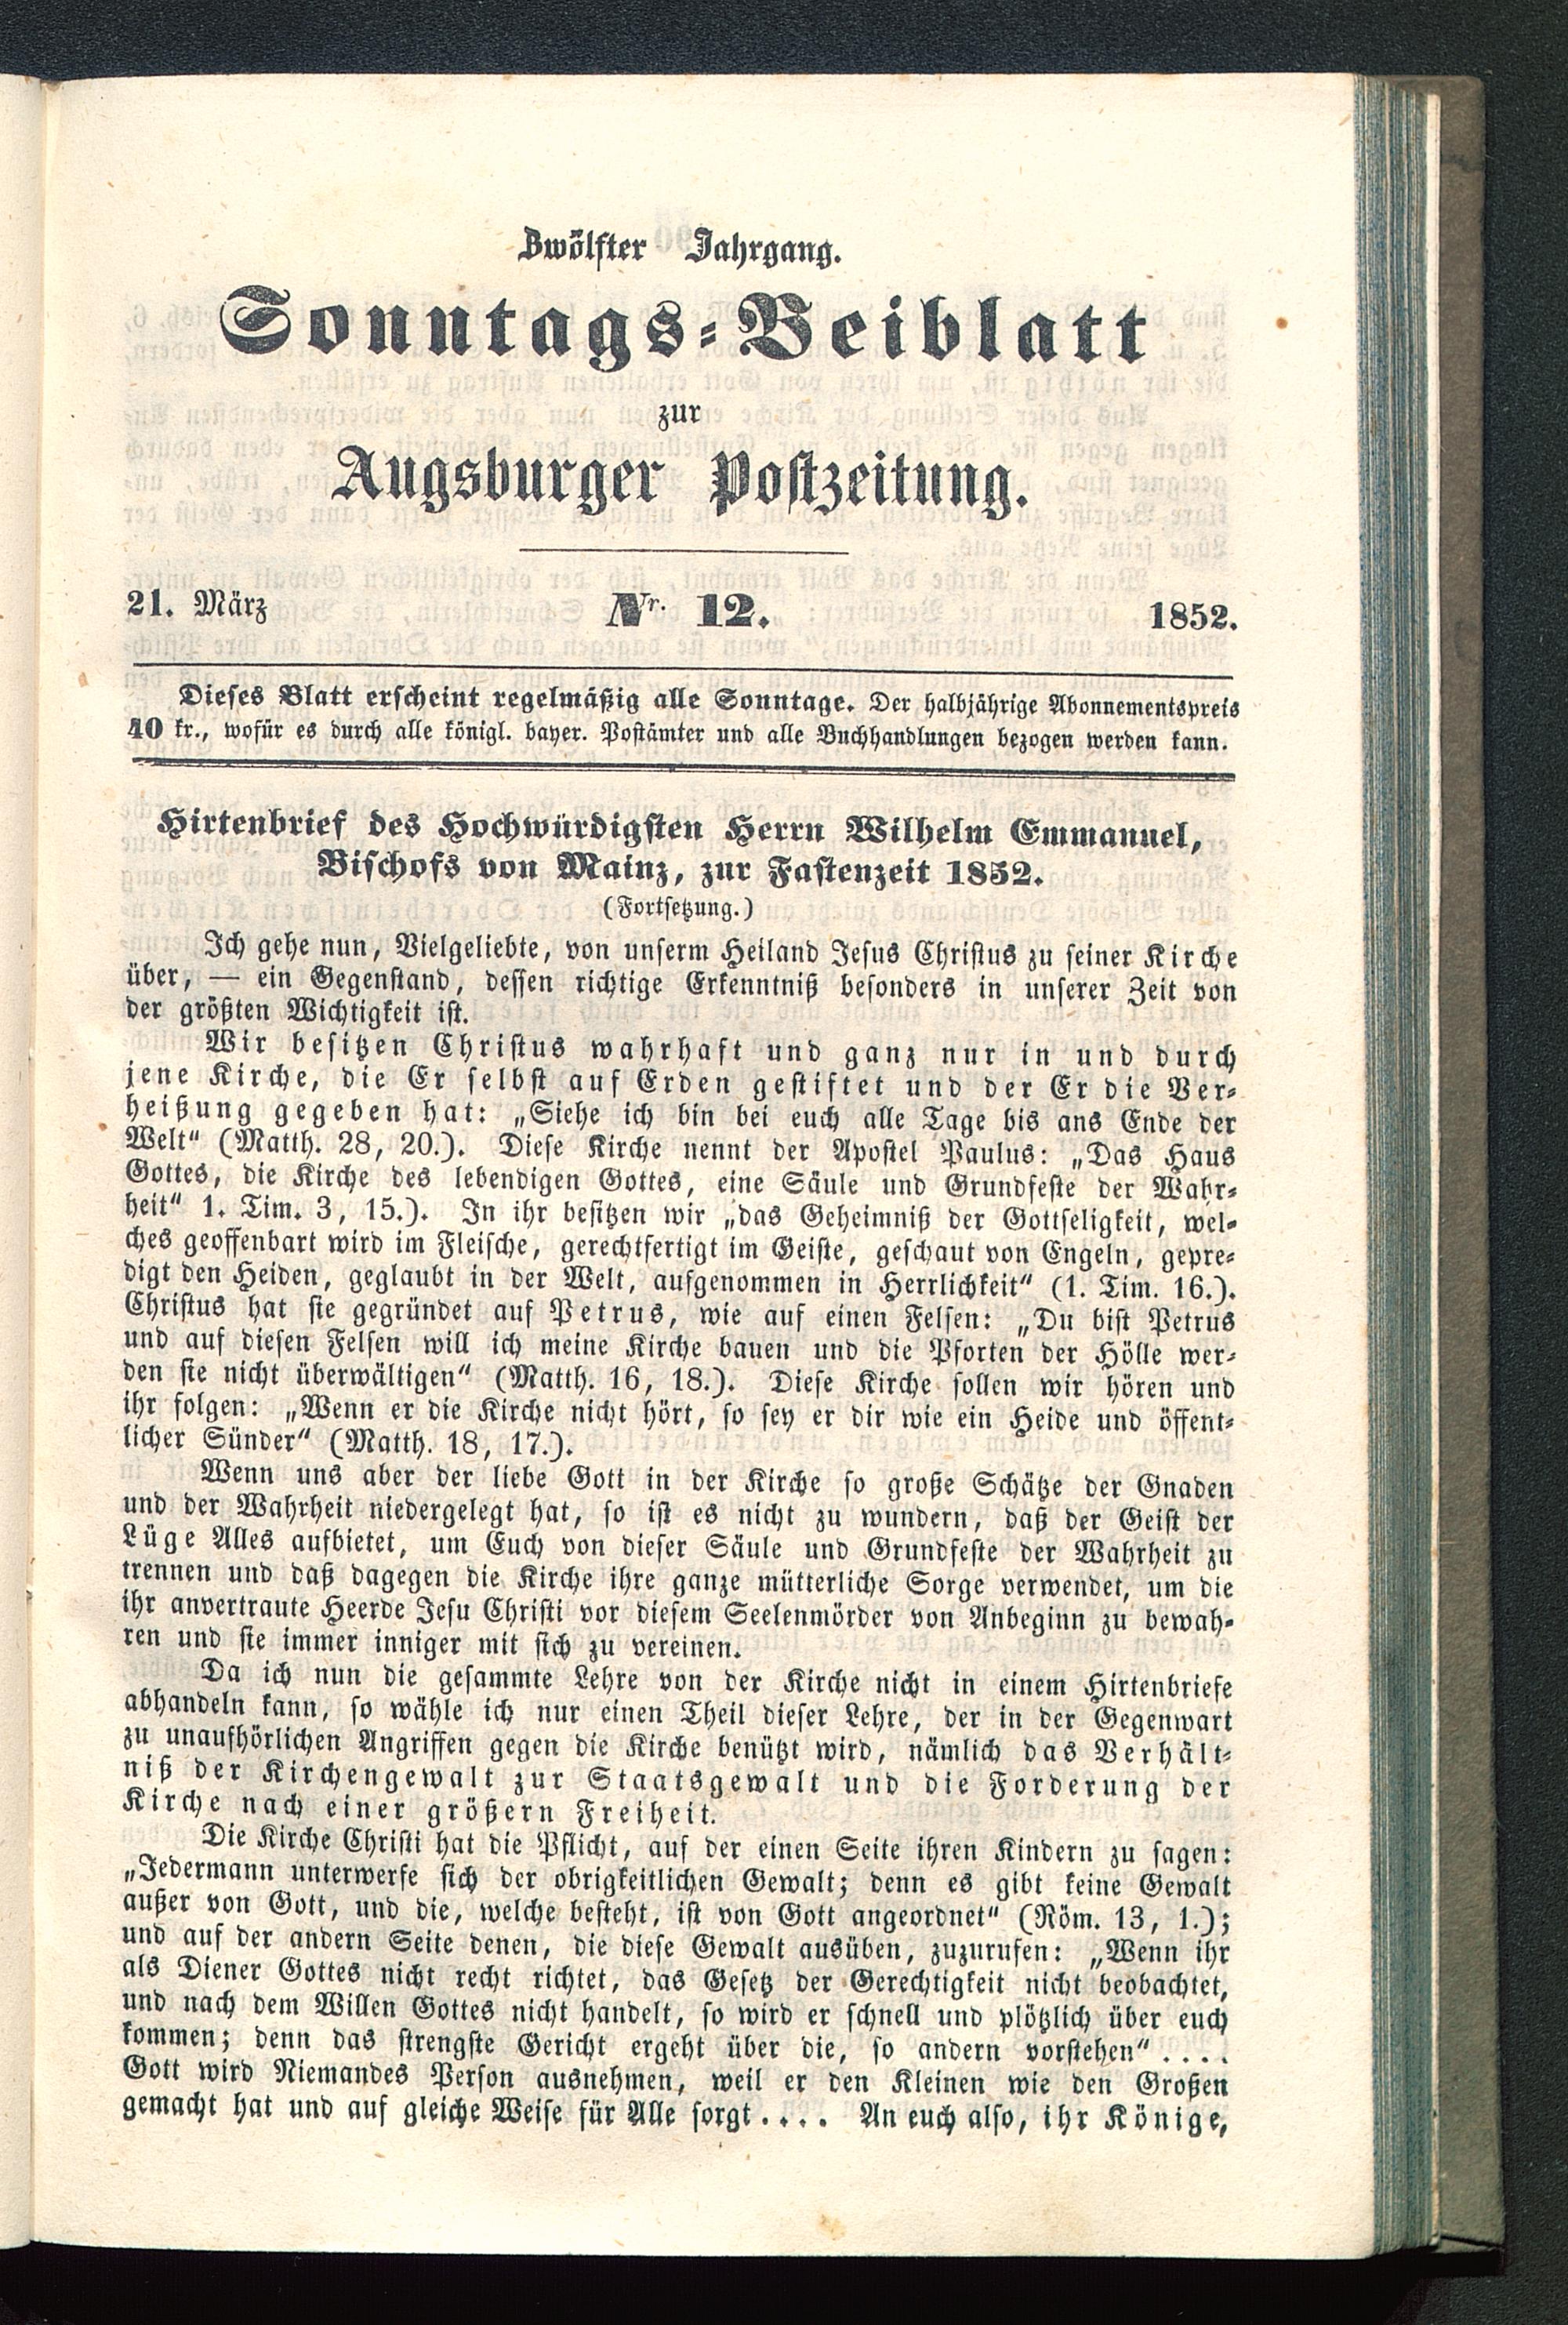 Zwölfter Jahrgang.
Sonntags-Beiblatt
zur
Augsburger Postzeitung.
21. März Nr. 12. 1852.
Dieses Blatt erscheint regelmäßig alle Sonntage. Der halbjährige Abonnementspreis
40 kr., wofür es durch alle königl. bayer. Postämter und alle Buchhandlungen bezogen werden kann.
Hirtenbrief des Hochwürdigsten Herrn Wilhelm Emmanuel,
Bischofs von Mainz, zur Fastenzeit 1852.
(Fortsetzung.)
Ich gehe nun, Vielgeliebte, von unserm Heiland Jesus Christus zu seiner Kirche
über, — ein Gegenstand, dessen richtige Erkenntniß besonders in unserer Zeit von
der größten Wichtigkeit ist.
Wir besitzen Christus wahrhaft und ganz nur in und durch
jene Kirche, die Er selbst auf Erden gestiftet und der Er die Ver-
heißung gegeben hat: „Siehe ich bin bei euch alle Tage bis ans Ende der
Welt“ (Matth. 28, 20.). Diese Kirche nennt der Apostel Paulus: „Das Haus
Gottes, die Kirche des lebendigen Gottes, eine Säule und Grundfeste der Wahr-
heit“ 1. Tim. 3, 15.). In ihr besitzen wir „das Geheimniß der Gottseligkeit, wel-
ches geoffenbart wird im Fleische, gerechtfertigt im Geiste, geschaut von Engeln, gepre-
digt den Heiden, geglaubt in der Welt, aufgenommen in Herrlichkeit“ (1. Tim. 16.).
Christus hat sie gegründet auf Petrus, wie auf einen Felsen: „Du bist Petrus
und auf diesen Felsen will ich meine Kirche bauen und die Pforten der Hölle wer-
den sie nicht überwältigen“ (Matth. 16, 18.). Diese Kirche sollen wir hören und
ihr folgen: „Wenn er die Kirche nicht hört, so sey er dir wie ein Heide und öffent-
licher Sünder“ (Matth. 18, 17.).
Wenn uns aber der liebe Gott in der Kirche so große Schätze der Gnaden
und der Wahrheit niedergelegt hat, so ist es nicht zu wundern, daß der Geist der
Lüge Alles aufbietet, um Euch von dieser Säule und Grundfeste der Wahrheit zu
trennen und daß dagegen die Kirche ihre ganze mütterliche Sorge verwendet, um die
ihr anvertraute Heerde Jesu Christi vor diesem Seelenmörder von Anbeginn zu bewah-
ren und sie immer inniger mit sich zu vereinen.
Da ich nun die gesammte Lehre von der Kirche nicht in einem Hirtenbriefe
abhandeln kann, so wähle ich nur einen Theil dieser Lehre, der in der Gegenwart
zu unaufhörlichen Angriffen gegen die Kirche benützt wird, nämlich das Verhält-
niß der Kirchengewalt zur Staatsgewalt und die Forderung der
Kirche nach einer größern Freiheit.
Die Kirche Christi hat die Pflicht, auf der einen Seite ihren Kindern zu sagen:
„Jedermann unterwerfe sich der obrigkeitlichen Gewalt; denn es gibt keine Gewalt
außer von Gott, und die, welche besteht, ist von Gott angeordnet“ (Röm. 13, 1.);
und auf der andern Seite denen, die diese Gewalt ausüben, zuzurufen: „Wenn ihr
als Diener Gottes nicht recht richtet, das Gesetz der Gerechtigkeit nicht beobachtet,
und nach dem Willen Gottes nicht handelt, so wird er schnell und plötzlich über euch
kommen; denn das strengste Gericht ergeht über die, so andern vorstehen“ ....
Gott wird Niemandes Person ausnehmen, weil er den Kleinen wie den Großen
gemacht hat und auf gleiche Weise für Alle sorgt.... An euch also, ihr Könige,